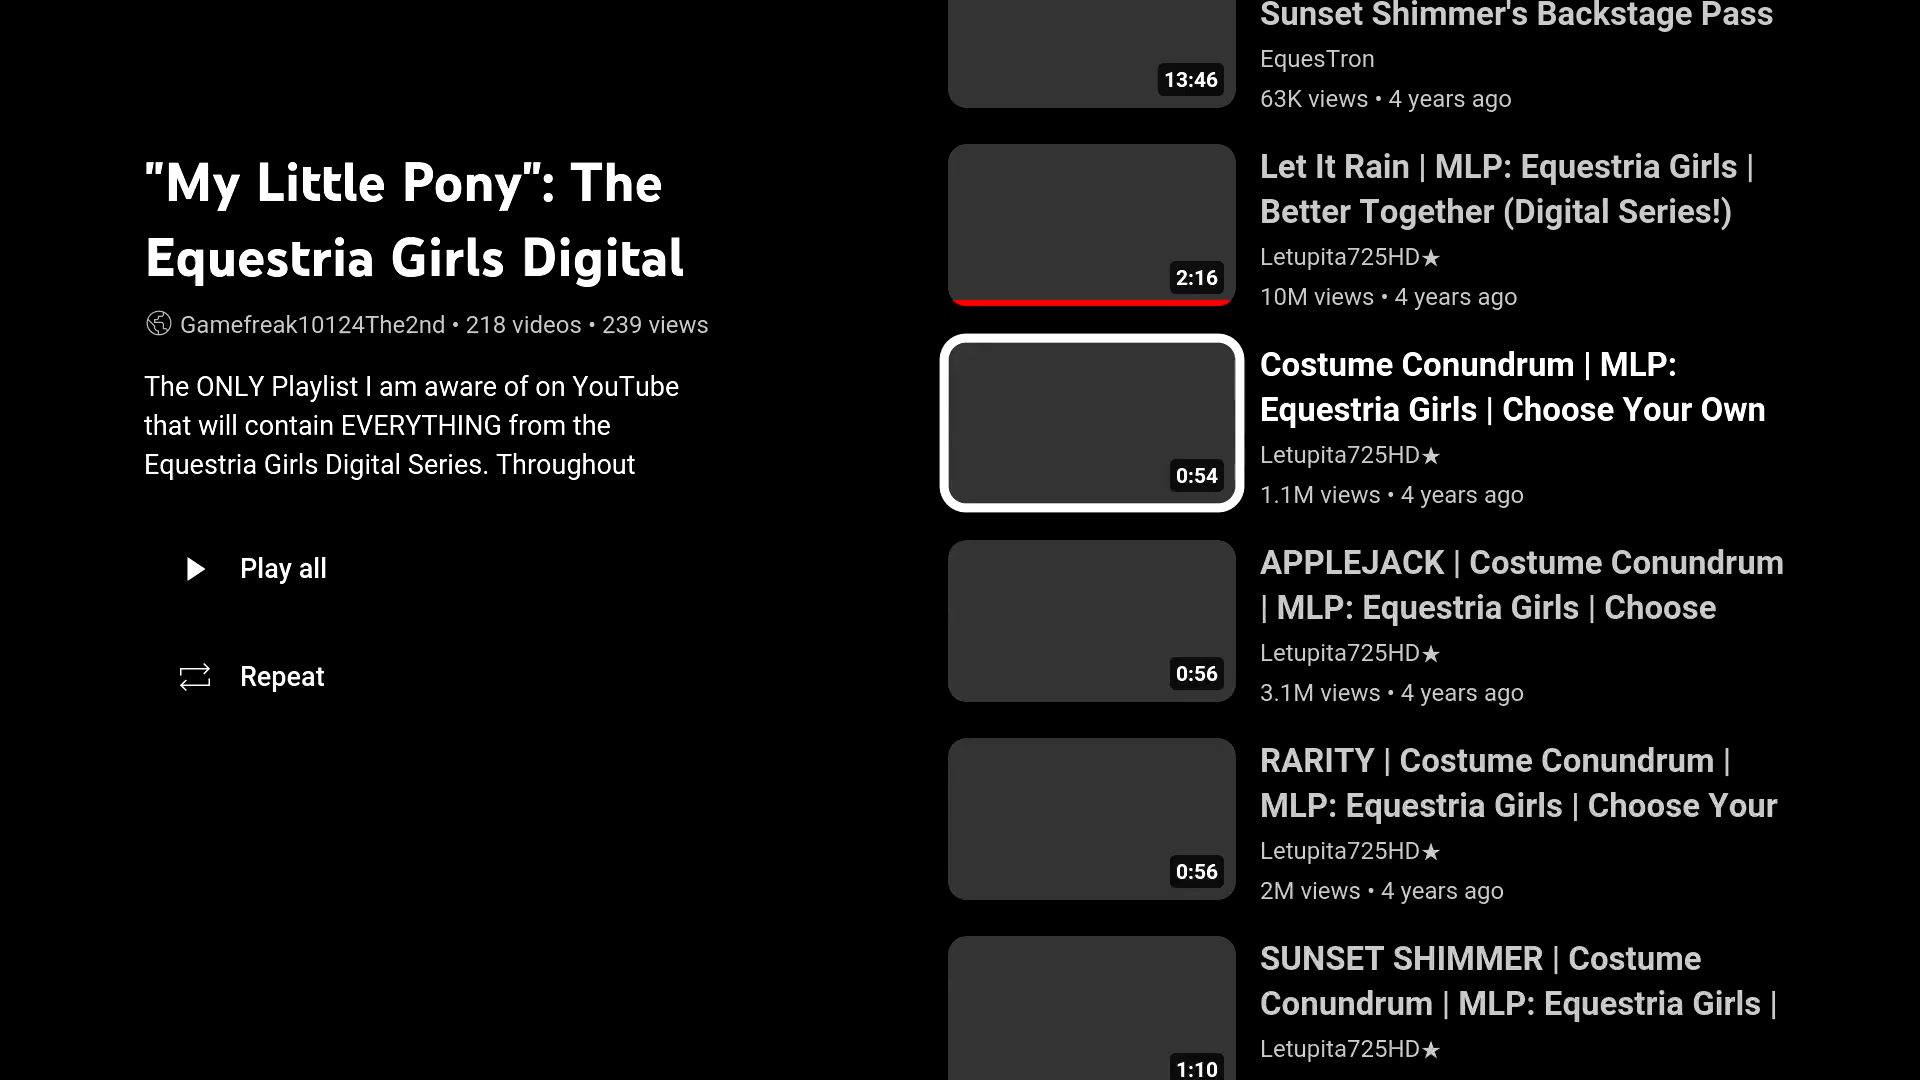 "My Little Pony": The
Equestria Girls Digital
Gamefreak10124The2nd • 218 videos • 239 views
The ONLY Playlist I am aware of on YouTube
that will contain EVERYTHING from the
Equestria Girls Digital Series. Throughout
Play all
Repeat
Sunset Shimmer's Backstage Pass
EquesTron
63K views • 4 years ago
13:46
Let It Rain | MLP: Equestria Girls |
Better Together (Digital Series!)
Letupita725HD★
10M views • 4 years ago
2:16
Costume Conundrum | MLP:
Equestria Girls | Choose Your Own
Letupita725HD★
1.1M views • 4 years ago
0:54
APPLEJACK | Costume Conundrum
| MLP: Equestria Girls | Choose
Letupita725HD★
3.1M views • 4 years ago
0:56
RARITY | Costume Conundrum |
MLP: Equestria Girls | Choose Your
Letupita725HD★
2M views • 4 years ago
0:56
SUNSET SHIMMER | Costume
Conundrum | MLP: Equestria Girls |
Letupita725HD★
1:10